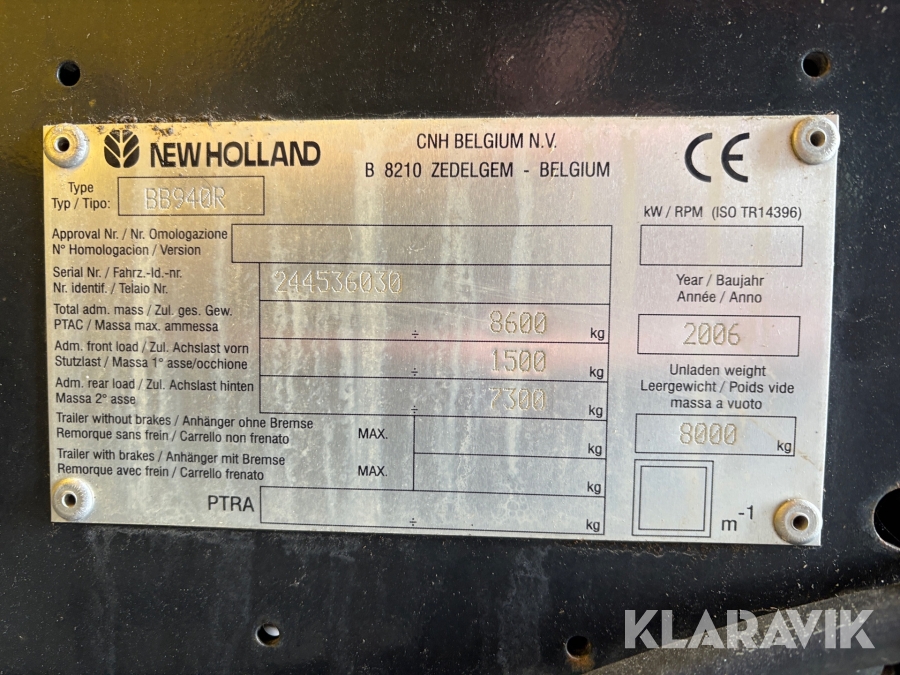 NEW HOLLAND
CNH BELGIUM N.V.
B 8210 ZEDELGEM - BELGIUM
CE
Type
Typ / Tipo:
BB940R
kW / RPM (ISO TR14396)
Approval Nr. / Nr. Omologazione
N° Homologacion / Version
Serial Nr. / Fahrz.-Id.-nr.
Nr. identif. / Telaio Nr.
244536030
Year / Baujahr
Année / Anno
2006
Total adm. mass / Zul. ges. Gew.
PTAC / Massa max. ammessa
÷ 8600 kg
Adm. front load / Zul. Achslast vorn
Stutzlast / Massa 1° asse/occhione
÷ 1500 kg
Adm. rear load / Zul. Achslast hinten
Massa 2° asse
÷ 7300 kg
Unladen weight
Leergewicht / Poids vide
massa a vuoto
8000 kg
Trailer without brakes / Anhänger ohne Bremse
Remorque sans frein / Carrello non frenato
MAX. kg
Trailer with brakes / Anhänger mit Bremse
Remorque avec frein / Carrello frenato
MAX. kg
PTRA ÷ kg
m-1
KLARAVIK